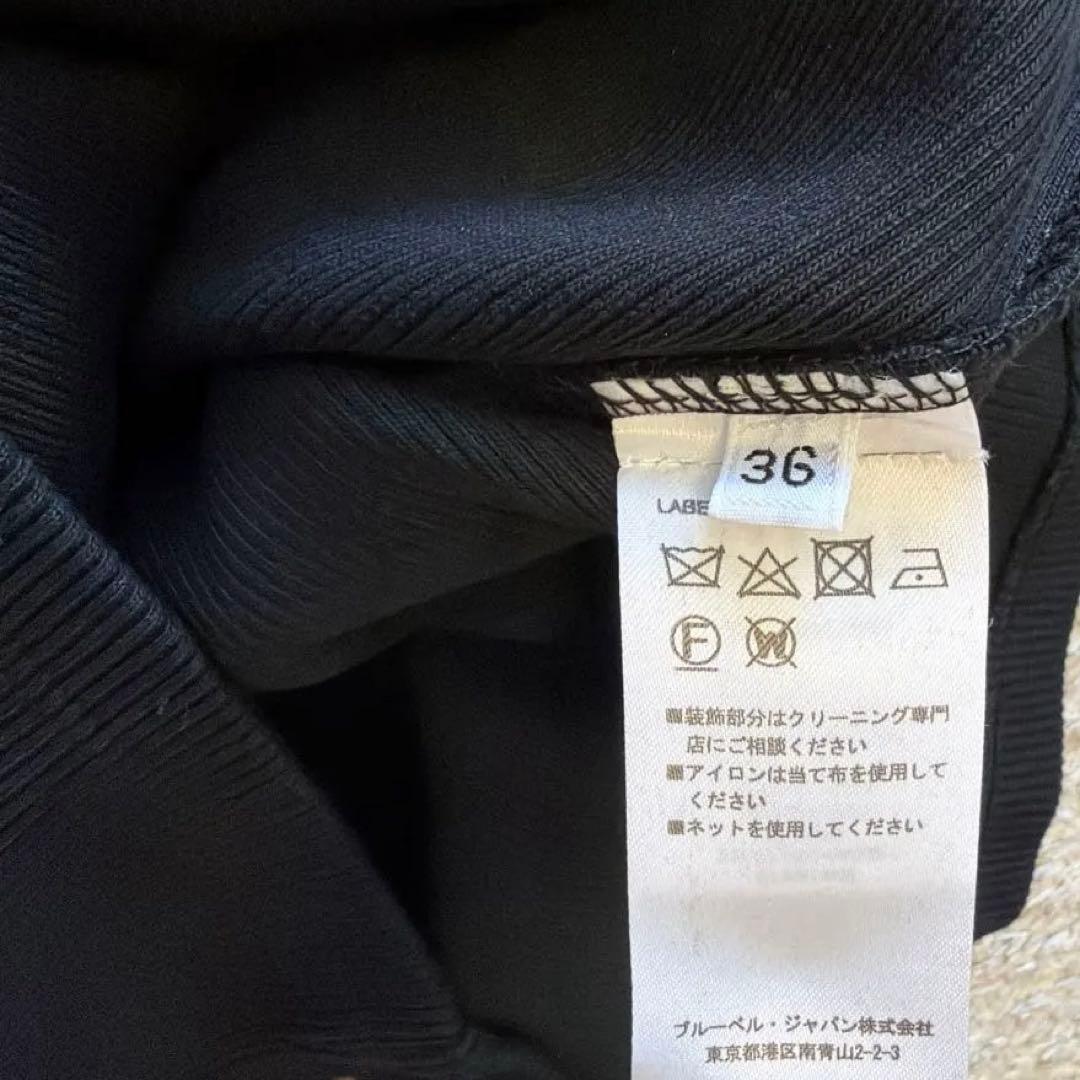 36
LABE
F
W
■装飾部分はクリーニング専門
店にご相談ください
■アイロンは当て布を使用して
ください
■ネットを使用してください
ブルーベル・ジャパン株式会社
東京都港区南青山2-2-3